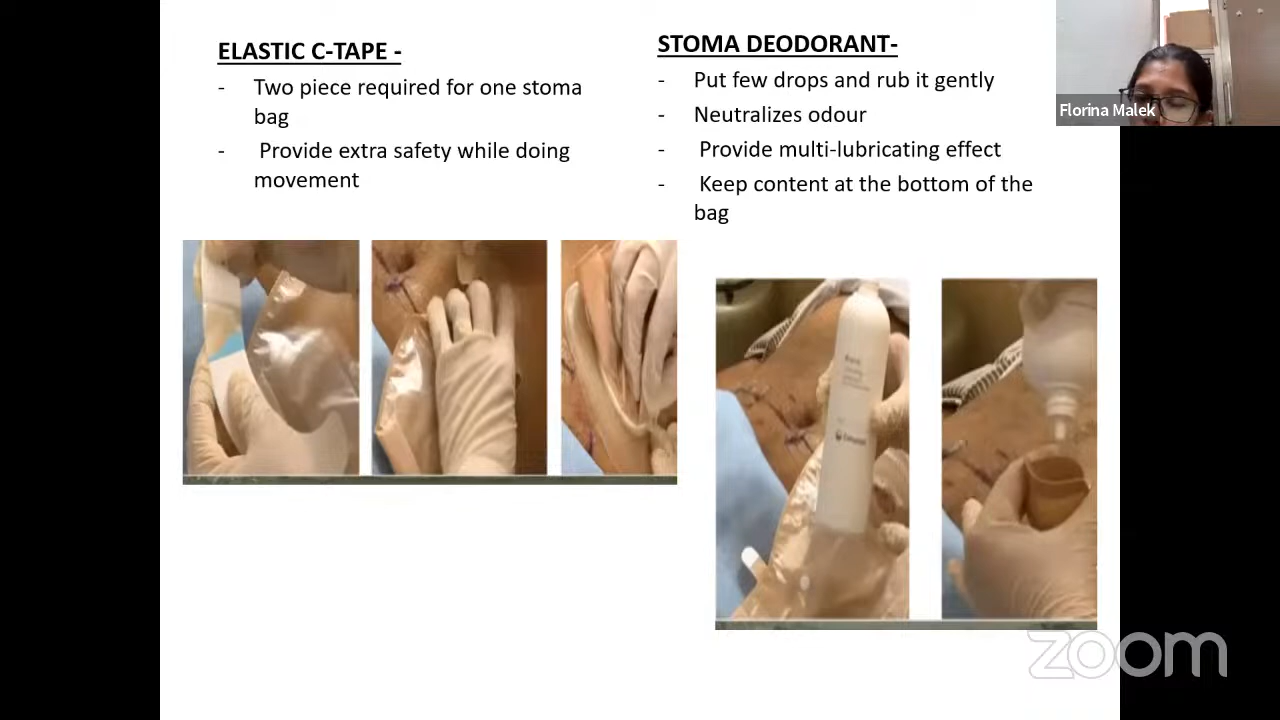 ELASTIC C-TAPE -
- Two piece required for one stoma
bag
- Provide extra safety while doing
movement
STOMA DEODORANT-
- Put few drops and rub it gently
- Neutralizes odour
- Provide multi-lubricating effect
- Keep content at the bottom of the
bag
Florina Malek
zoom